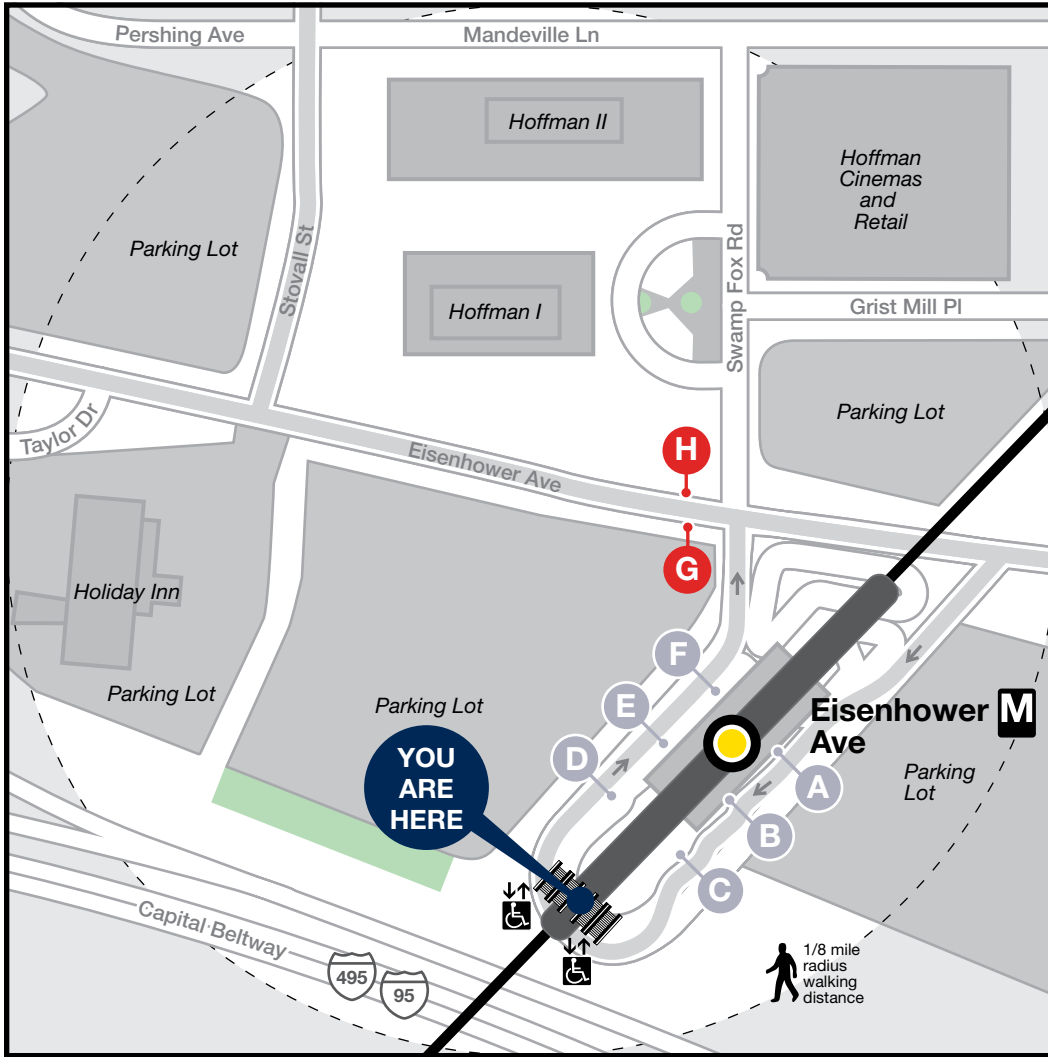 Pershing Ave
Mandeville Ln
Hoffman II
Hoffman
Cinemas
and
Retail
Parking Lot
Stovall St
Swamp Fox Rd
Hoffman I
Grist Mill Pl
Parking Lot
Taylor Dr
Eisenhower Ave
H
G
Holiday Inn
F
Parking Lot
E
Parking Lot
Eisenhower
Ave
M
D
A
YOU
ARE
HERE
Parking
Lot
B
C
Capital Beltway
495
95
1/8 mile
radius
walking
distance